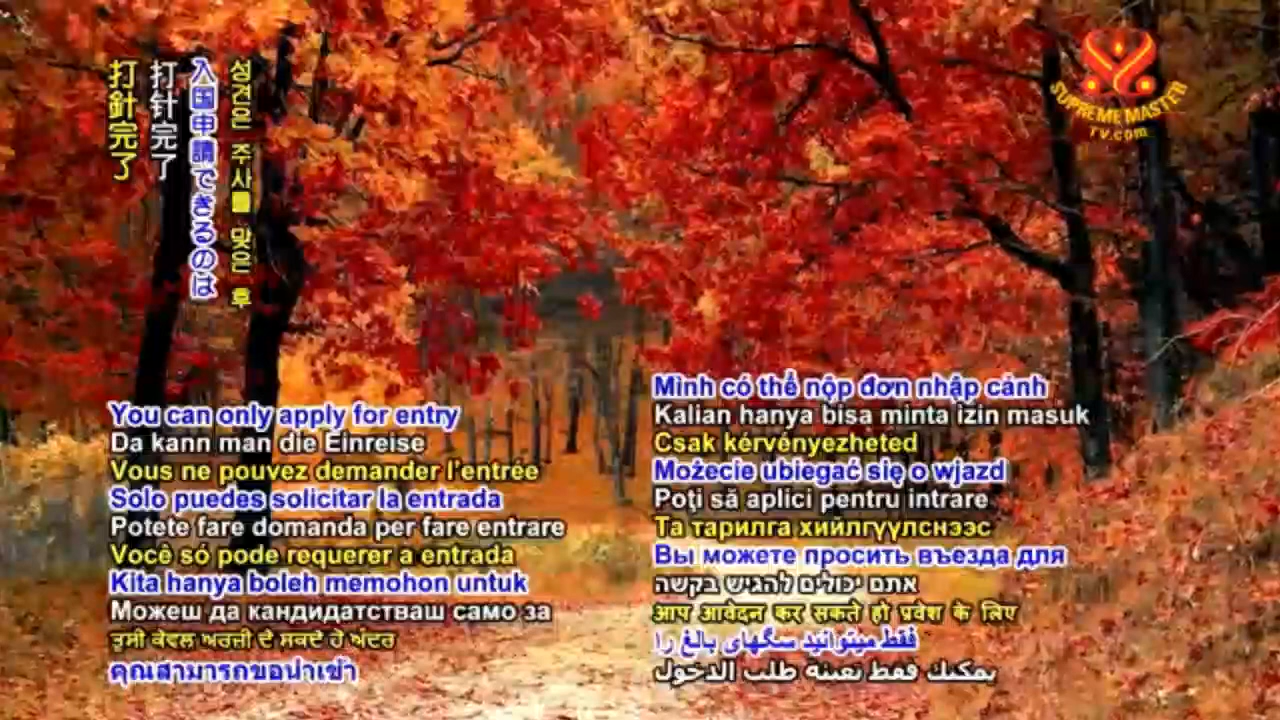 打針完了
打针完了
入国申請できるのは
성견은 주사를 맞은 후
SUPREME MASTER
TV.com
You can only apply for entry
Da kann man die Einreise
Vous ne pouvez demander l'entrée
Solo puedes solicitar la entrada
Potete fare domanda per fare entrare
Você só pode requerer a entrada
Kita hanya boleh memohon untuk
Можеш да кандидатстваш само за
ਤੁਸੀ ਕੇਵਲ ਅਰਜ਼ੀ ਦੇ ਸਕਦੇ ਹੋ ਅੰਦਰ
คุณสามารถขอนำเข้า
Mình có thể nộp đơn nhập cảnh
Kalian hanya bisa minta izin masuk
Csak kérvényezheted
Możecie ubiegać się o wjazd
Poţi să aplici pentru intrare
Та тарилга хийлгүүлснээс
Вы можете просить въезда для
אתם יכולים להגיש בקשה
आप आवेदन कर सकते हो प्रवेश के लिए
فقط میتوانید سگهای بالغ را
يمكنك فقط تعبئة طلب الدخول